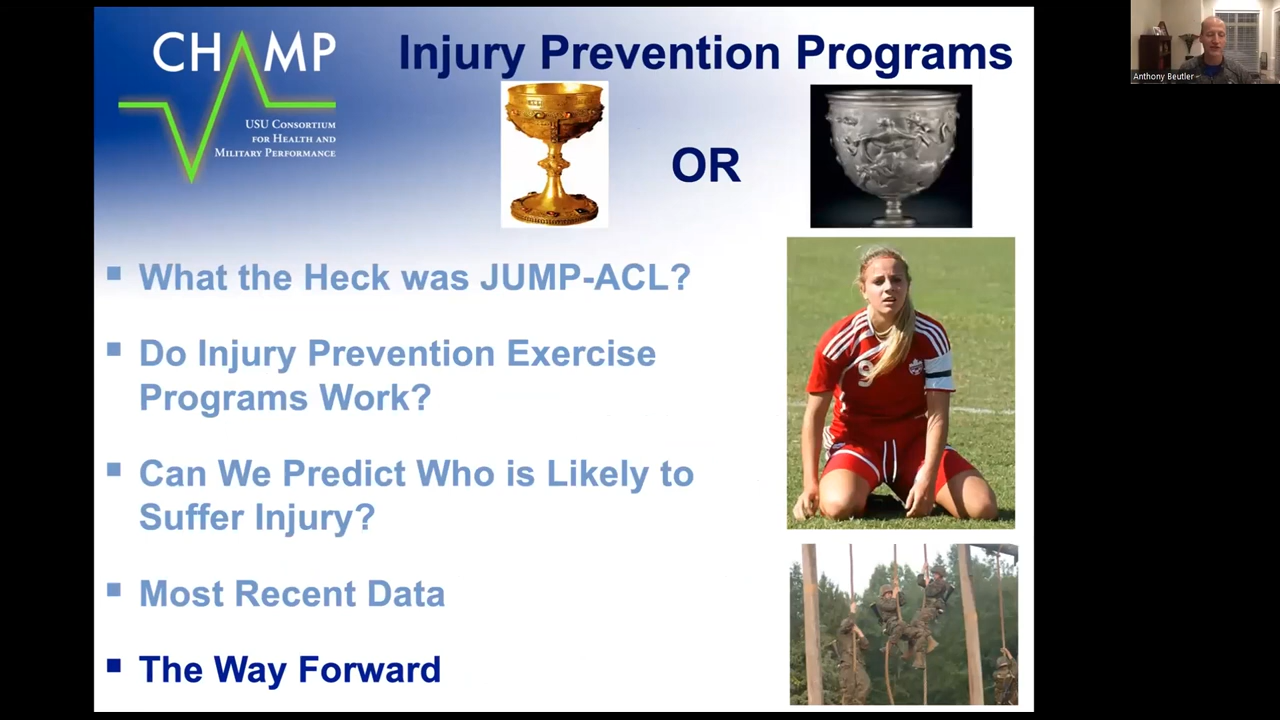 CHAMP
USU CONSORTIUM
FOR HEALTH AND
MILITARY PERFORMANCE
Injury Prevention Programs
OR
Anthony Beutler
What the Heck was JUMP-ACL?
Do Injury Prevention Exercise
Programs Work?
Can We Predict Who is Likely to
Suffer Injury?
Most Recent Data
The Way Forward
9